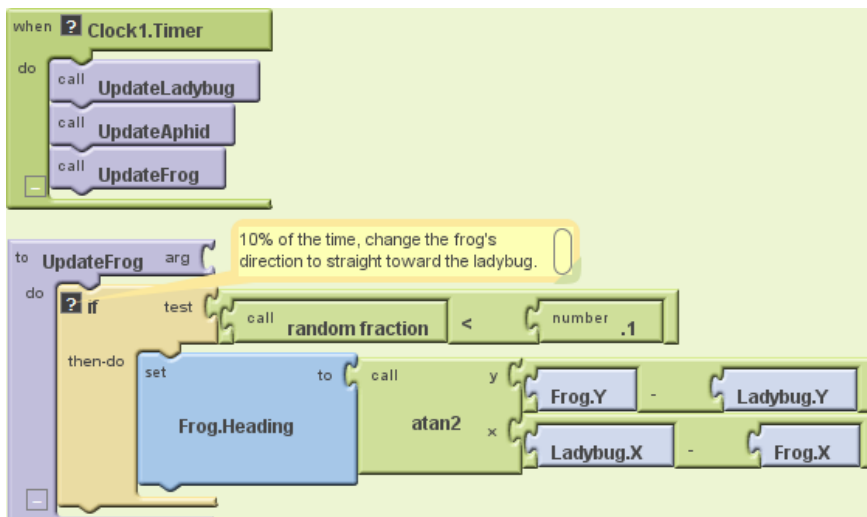 when ? Clock1.Timer
do
call UpdateLadybug
call UpdateAphid
call UpdateFrog
–
10% of the time, change the frog's
direction to straight toward the ladybug.
to UpdateFrog arg
do ? if test call random fraction < number .1
then-do set Frog.Heading to call atan2 y Frog.Y - Ladybug.Y
x Ladybug.X - Frog.X
–